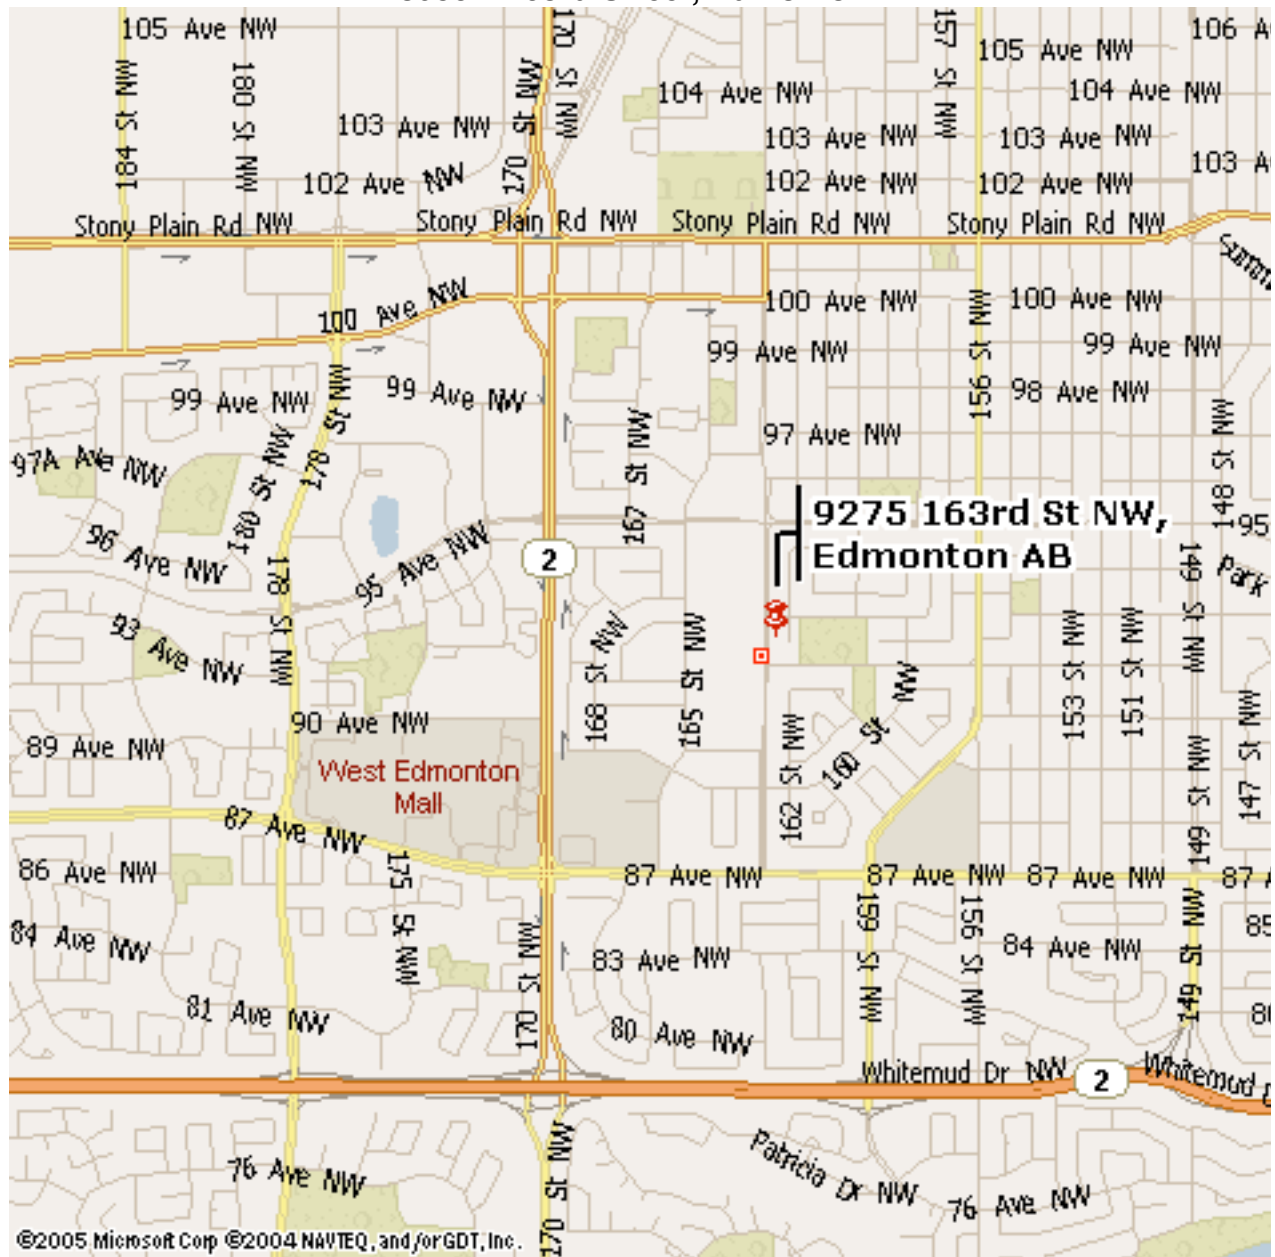 105 Ave NW
184 St NW
180 St NW
170 St NW
170 St NW
157 St NW
106 A
105 Ave NW
104 Ave NW
104 Ave NW
103 Ave NW
103 Ave NW
103 Ave NW
103 A
102 Ave NW
102 Ave NW
102 Ave NW
Stony Plain Rd NW
Stony Plain Rd NW
Stony Plain Rd NW
Stony Plain Rd NW
Summ
100 Ave NW
100 Ave NW
100 Ave NW
99 Ave NW
99 Ave NW
99 Ave NW
99 Ave NW
156 St NW
98 Ave NW
178 St NW
180 St NW
167 St NW
97 Ave NW
148 St NW
97A Ave NW
9275 163rd St NW,
Edmonton AB
95
96 Ave NW
95 Ave NW
2
Park
149 St NW
178 St NW
93 Ave NW
168 St NW
165 St NW
153 St NW
151 St NW
160 St NW
162 St NW
147 St NW
90 Ave NW
89 Ave NW
West Edmonton
Mall
149 St NW
87 Ave NW
87 Ave NW
87 Ave NW
87 Ave NW
87 A
86 Ave NW
175 St NW
159 St NW
156 St NW
149 St NW
85
84 Ave NW
84 Ave NW
83 Ave NW
170 St NW
81 Ave NW
80 Ave NW
80
Whitemud Dr NW
2
Whitemud D
76 Ave NW
Patricia Dr NW
76 Ave NW
170 St NW
©2005 Microsoft Corp ©2004 NAVTEQ, and/or GDT, Inc.